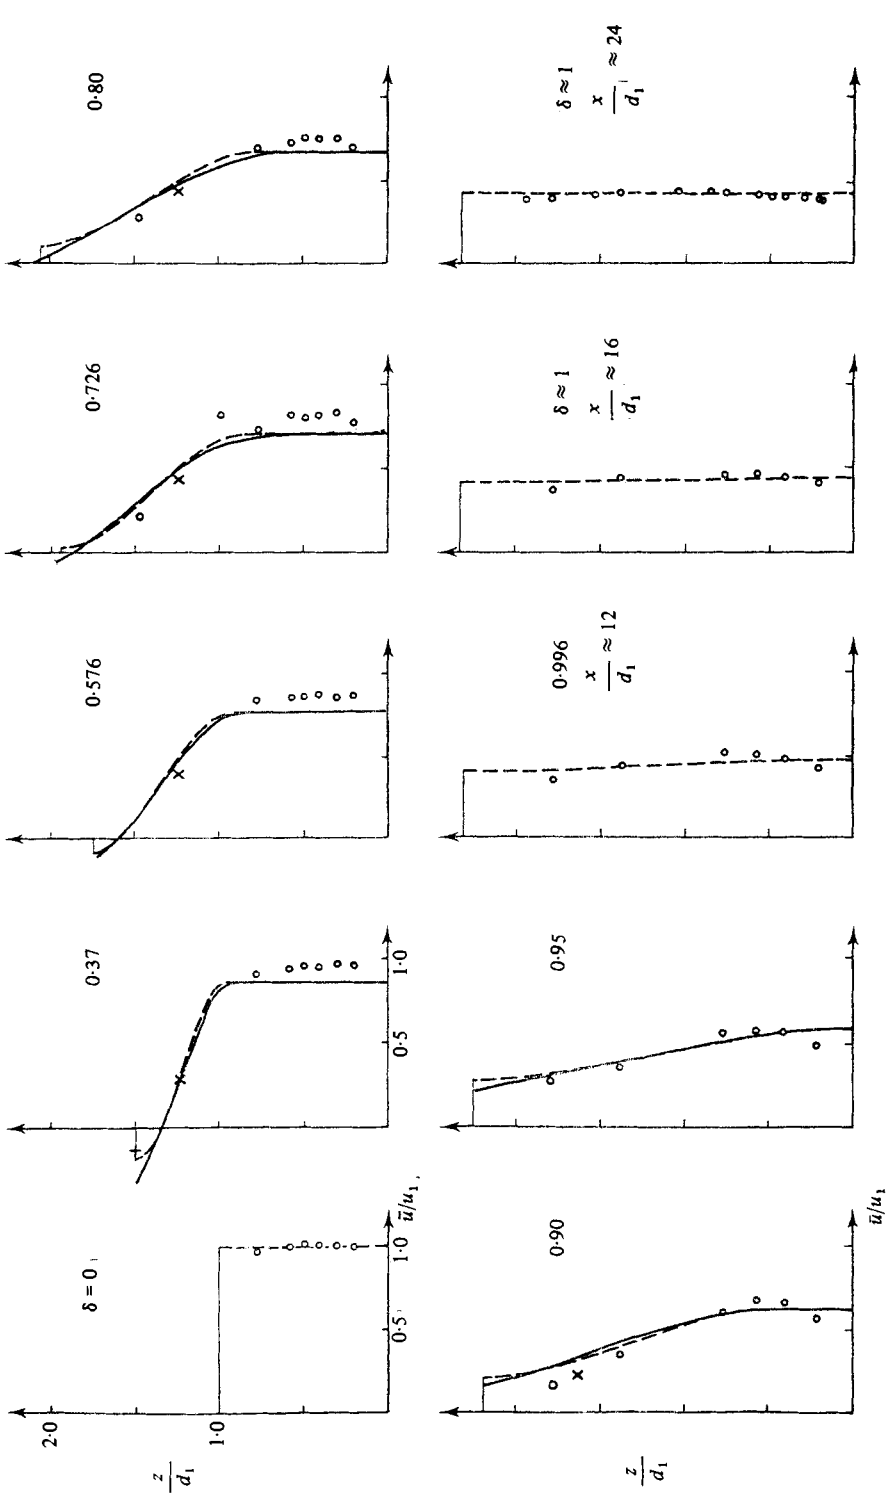 z/d₁
2·0
1·0
δ = 0
0·5
1·0
ū/u₁
0·37
0·5
1·0
0·576
0·726
0·80
z/d₁
0·90
ū/u₁
0·95
0·996
x/d₁ ≈ 12
δ ≈ 1
x/d₁ ≈ 16
δ ≈ 1
x/d₁ ≈ 24